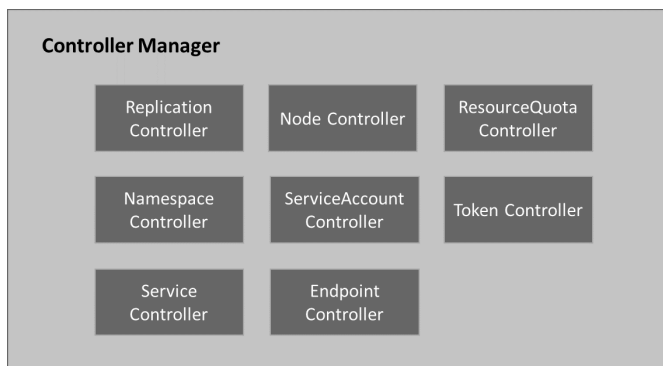 Controller Manager
Replication
Controller
Node Controller
ResourceQuota
Controller
Namespace
Controller
ServiceAccount
Controller
Token Controller
Service
Controller
Endpoint
Controller